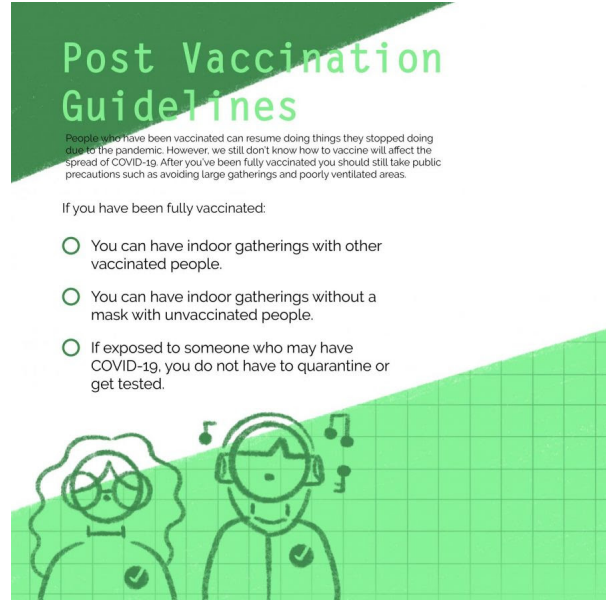 Post Vaccination
Guidelines
People who have been vaccinated can resume doing things they stopped doing
due to the pandemic. However, we still don't know how to vaccine will affect the
spread of COVID-19. After you've been fully vaccinated you should still take public
precautions such as avoiding large gatherings and poorly ventilated areas.
If you have been fully vaccinated:
You can have indoor gatherings with other
vaccinated people.
You can have indoor gatherings without a
mask with unvaccinated people.
If exposed to someone who may have
COVID-19, you do not have to quarantine or
get tested.